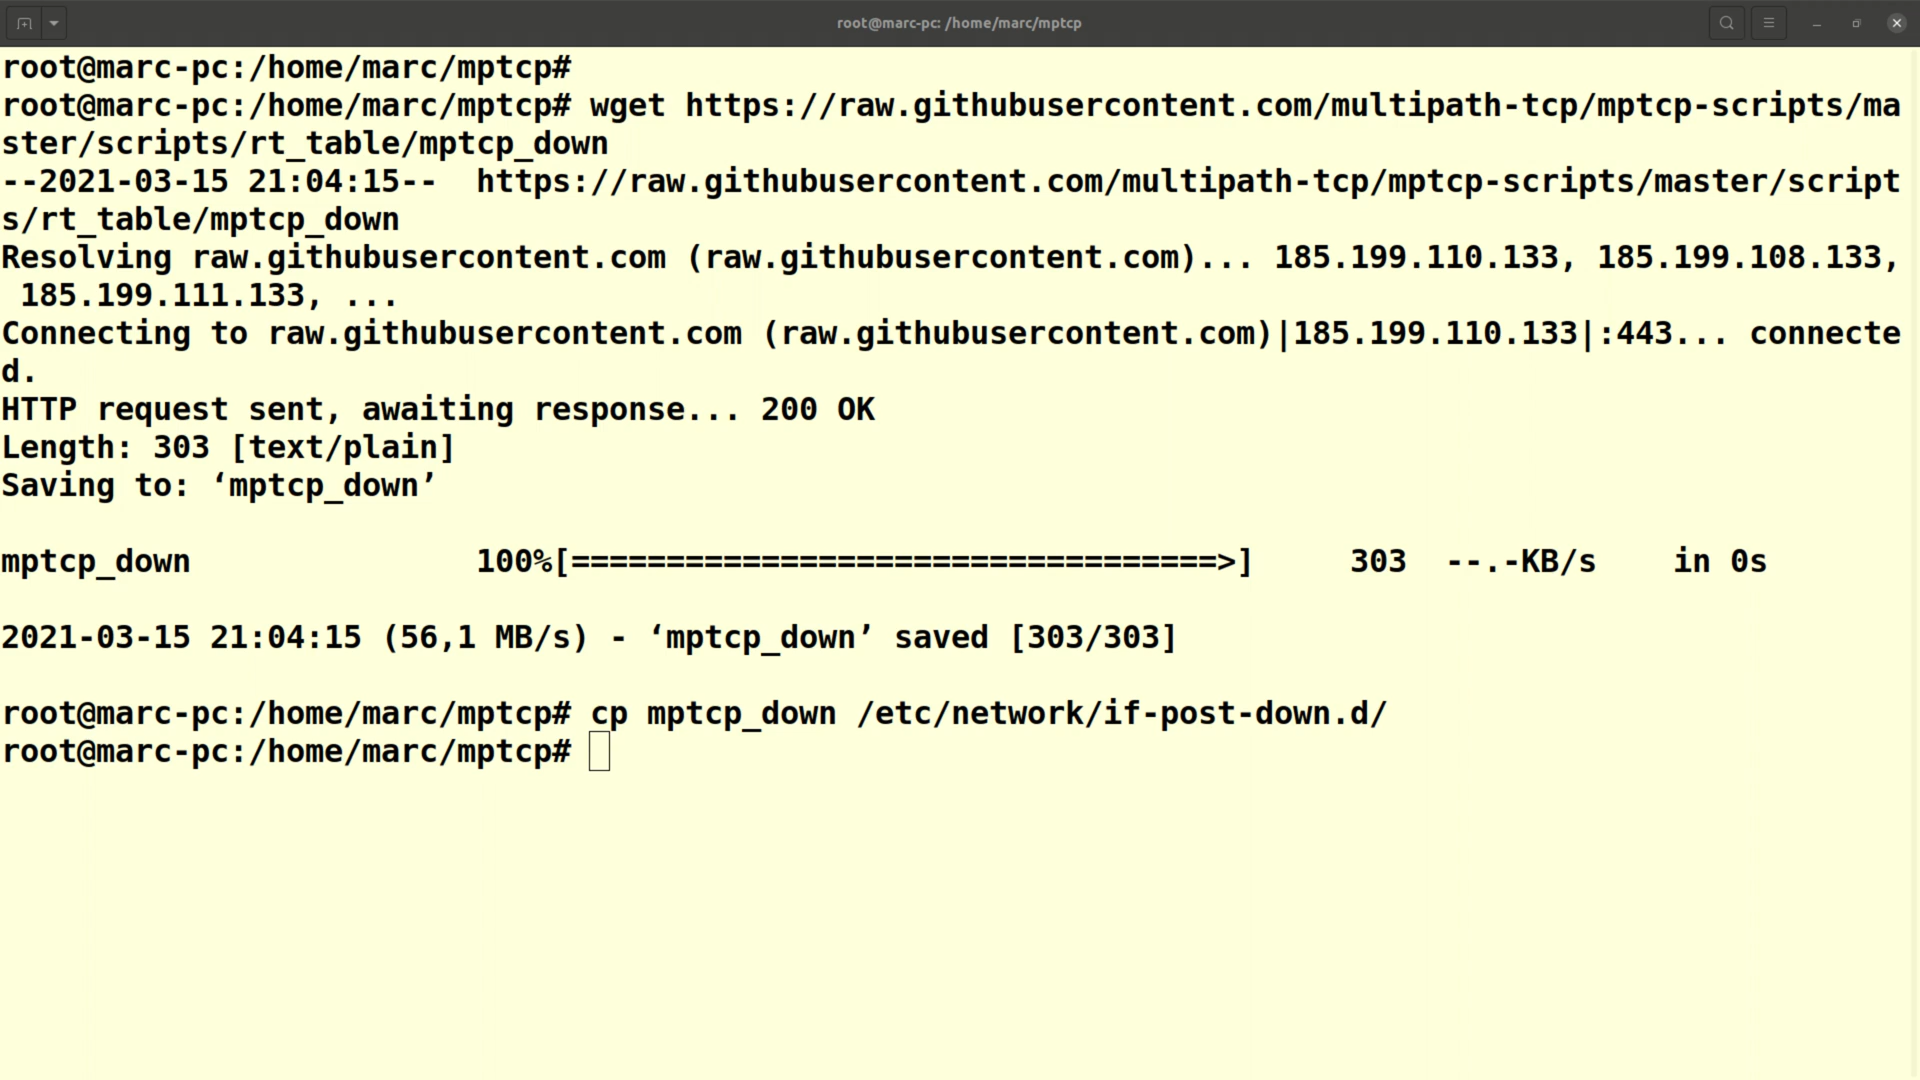 root@marc-pc: /home/marc/mptcp
root@marc-pc:/home/marc/mptcp#
root@marc-pc:/home/marc/mptcp# wget https://raw.githubusercontent.com/multipath-tcp/mptcp-scripts/ma
ster/scripts/rt_table/mptcp_down
--2021-03-15 21:04:15--  https://raw.githubusercontent.com/multipath-tcp/mptcp-scripts/master/script
s/rt_table/mptcp_down
Resolving raw.githubusercontent.com (raw.githubusercontent.com)... 185.199.110.133, 185.199.108.133,
 185.199.111.133, ...
Connecting to raw.githubusercontent.com (raw.githubusercontent.com)|185.199.110.133|:443... connecte
d.
HTTP request sent, awaiting response... 200 OK
Length: 303 [text/plain]
Saving to: ‘mptcp_down’
mptcp_down               100%[==================================>]     303  --.-KB/s    in 0s
2021-03-15 21:04:15 (56,1 MB/s) - ‘mptcp_down’ saved [303/303]
root@marc-pc:/home/marc/mptcp# cp mptcp_down /etc/network/if-post-down.d/
root@marc-pc:/home/marc/mptcp#